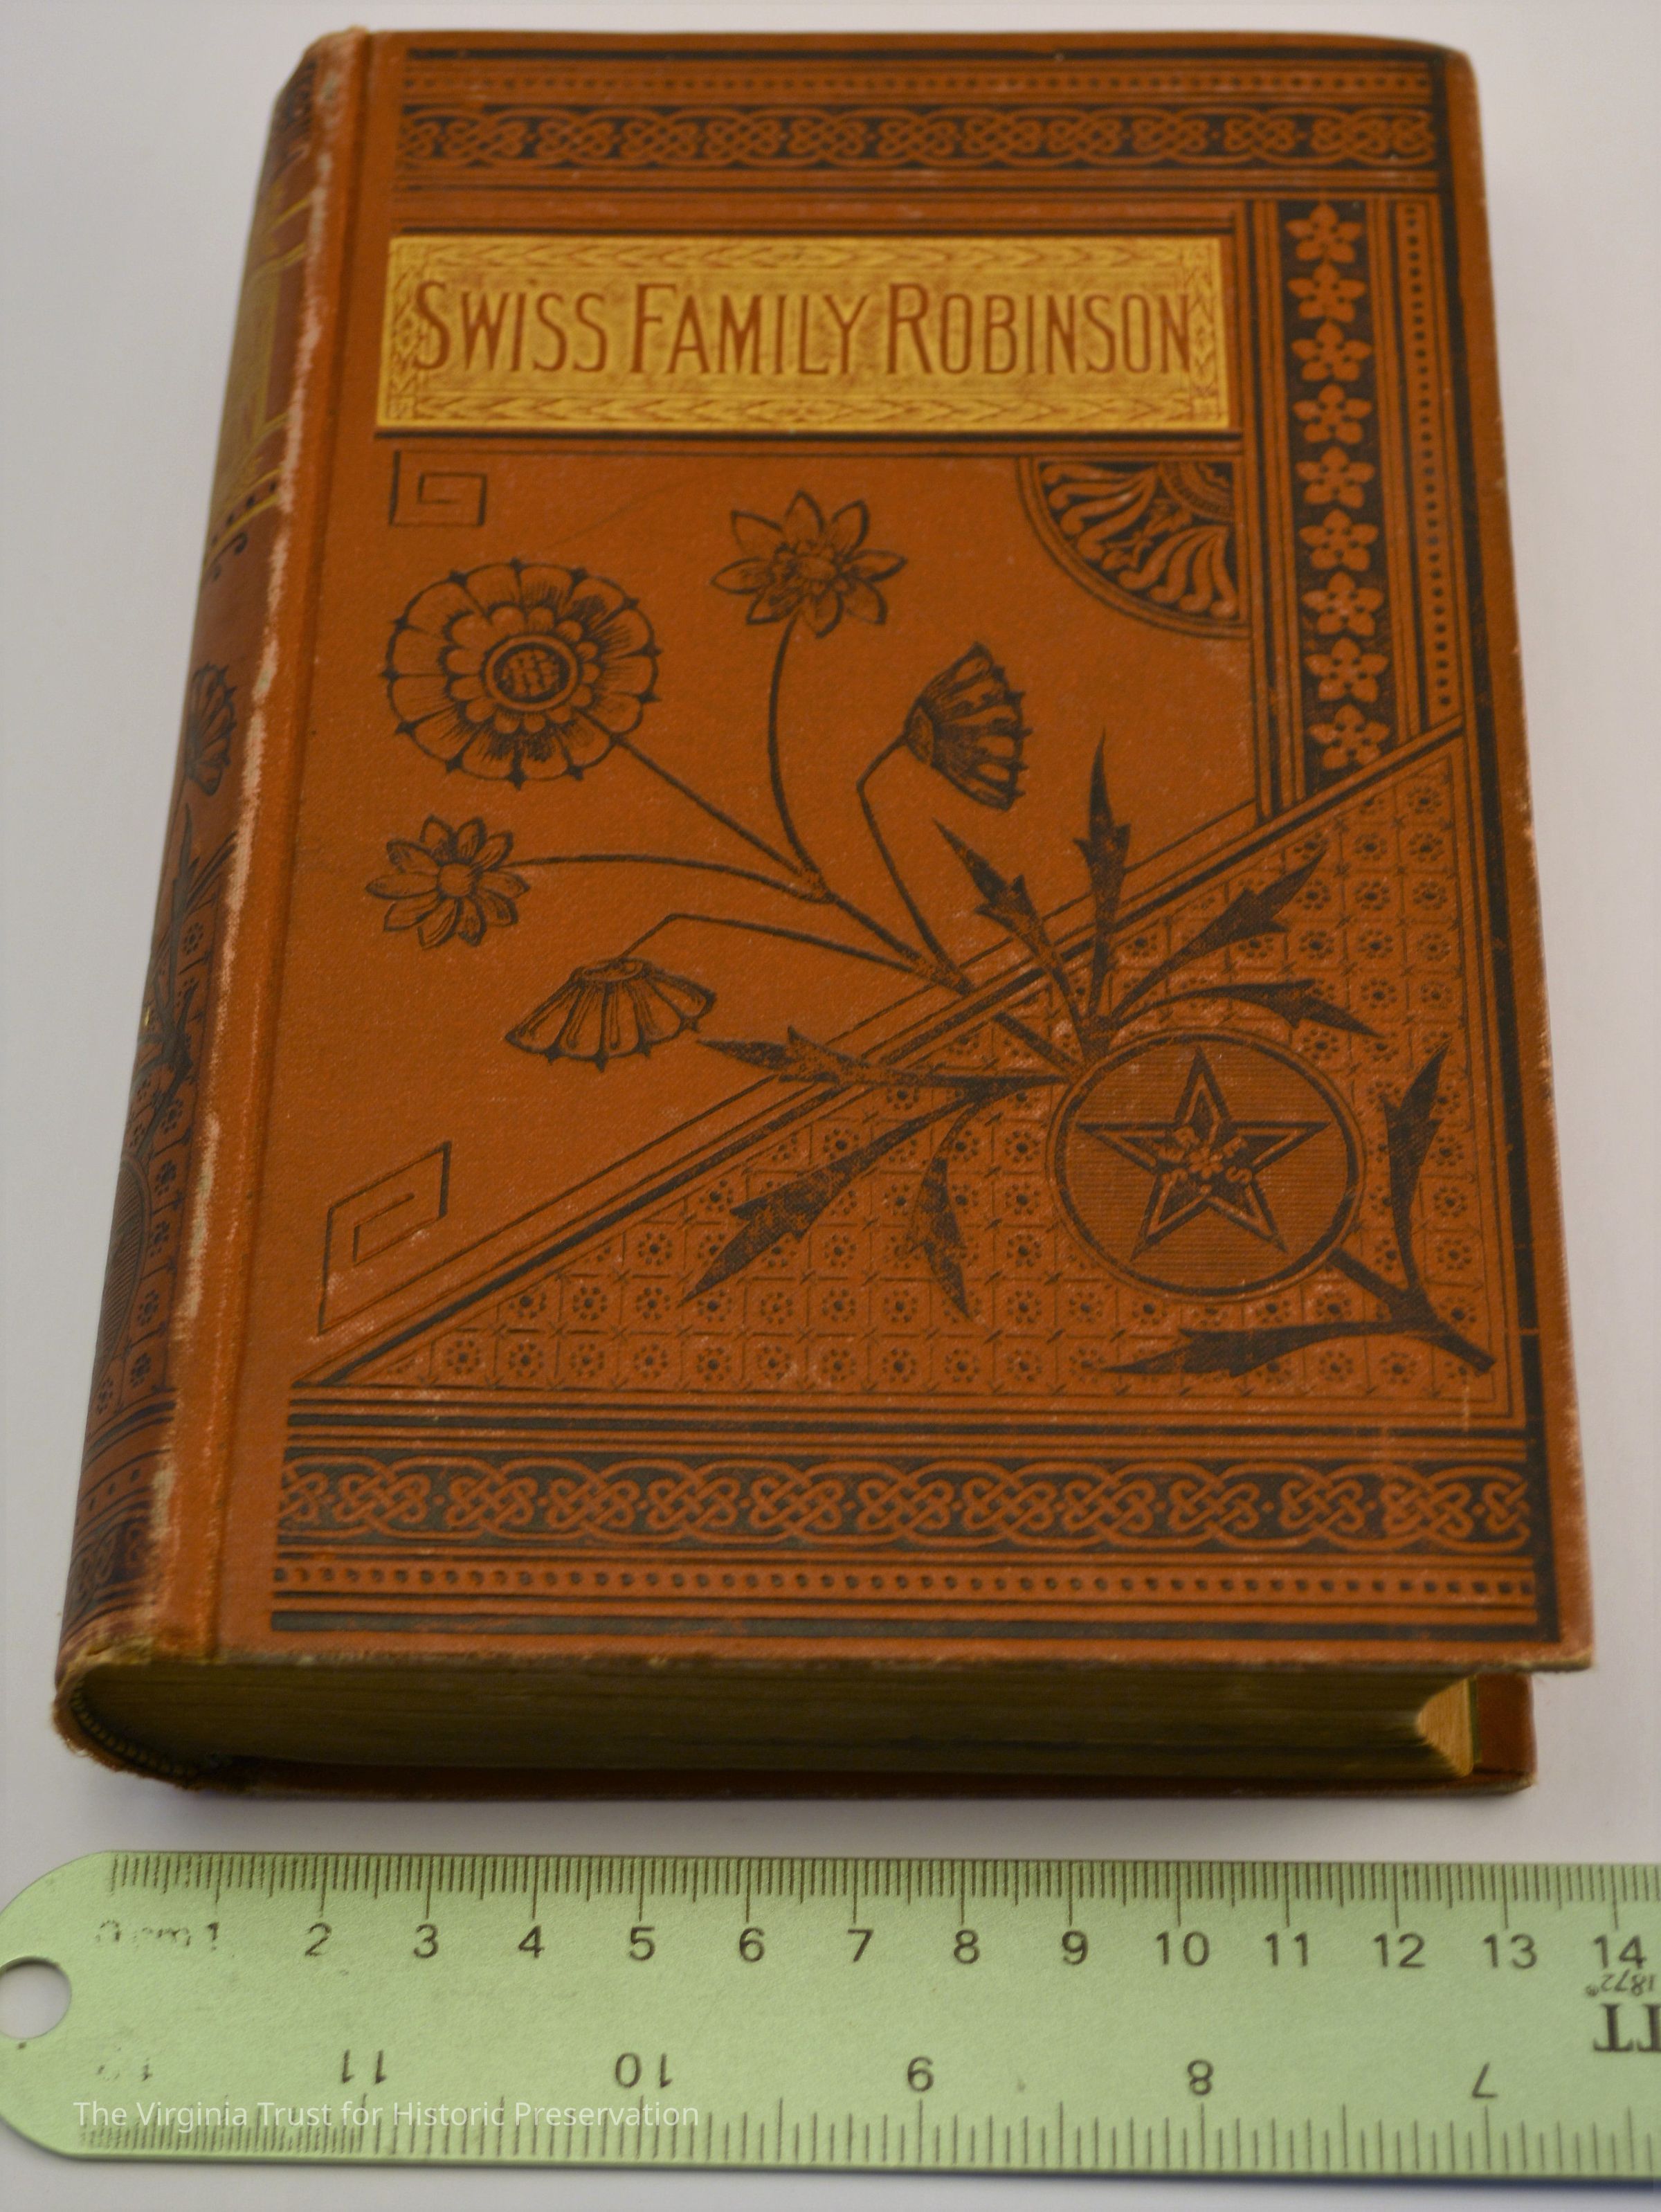 SWISS FAMILY ROBINSON
1 2 3 4 5 6 7 8 9 10 11 12 13 14
1872
11 10 9 8 7
The Virginia Trust for Historic Preservation